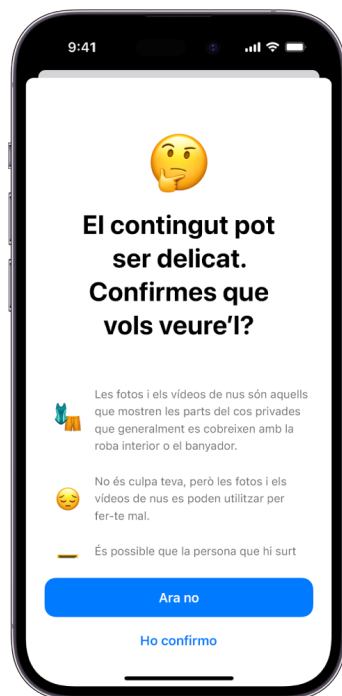 9:41
El contingut pot
ser delicat.
Confirmes que
vols veure’l?
Les fotos i els vídeos de nus són aquells
que mostren les parts del cos privades
que generalment es cobreixen amb la
roba interior o el banyador.
No és culpa teva, però les fotos i els
vídeos de nus es poden utilitzar per
fer-te mal.
És possible que la persona que hi surt
Ara no
Ho confirmo